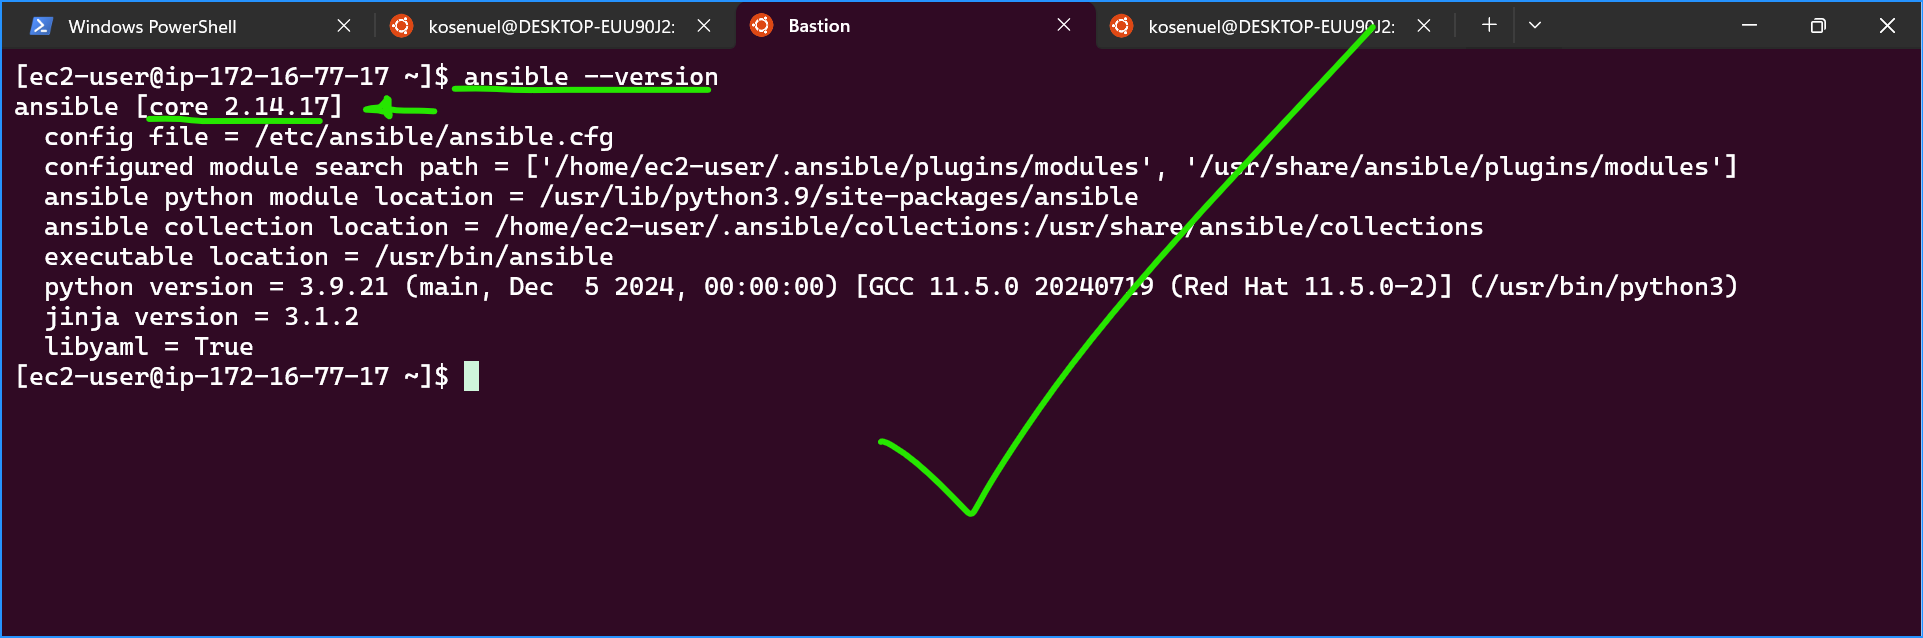 Windows PowerShell
kosenuel@DESKTOP-EUU90J2:
Bastion
kosenuel@DESKTOP-EUU90J2:
[ec2-user@ip-172-16-77-17 ~]$ ansible --version
ansible [core 2.14.17]
  config file = /etc/ansible/ansible.cfg
  configured module search path = ['/home/ec2-user/.ansible/plugins/modules', '/usr/share/ansible/plugins/modules']
  ansible python module location = /usr/lib/python3.9/site-packages/ansible
  ansible collection location = /home/ec2-user/.ansible/collections:/usr/share/ansible/collections
  executable location = /usr/bin/ansible
  python version = 3.9.21 (main, Dec  5 2024, 00:00:00) [GCC 11.5.0 20240719 (Red Hat 11.5.0-2)] (/usr/bin/python3)
  jinja version = 3.1.2
  libyaml = True
[ec2-user@ip-172-16-77-17 ~]$